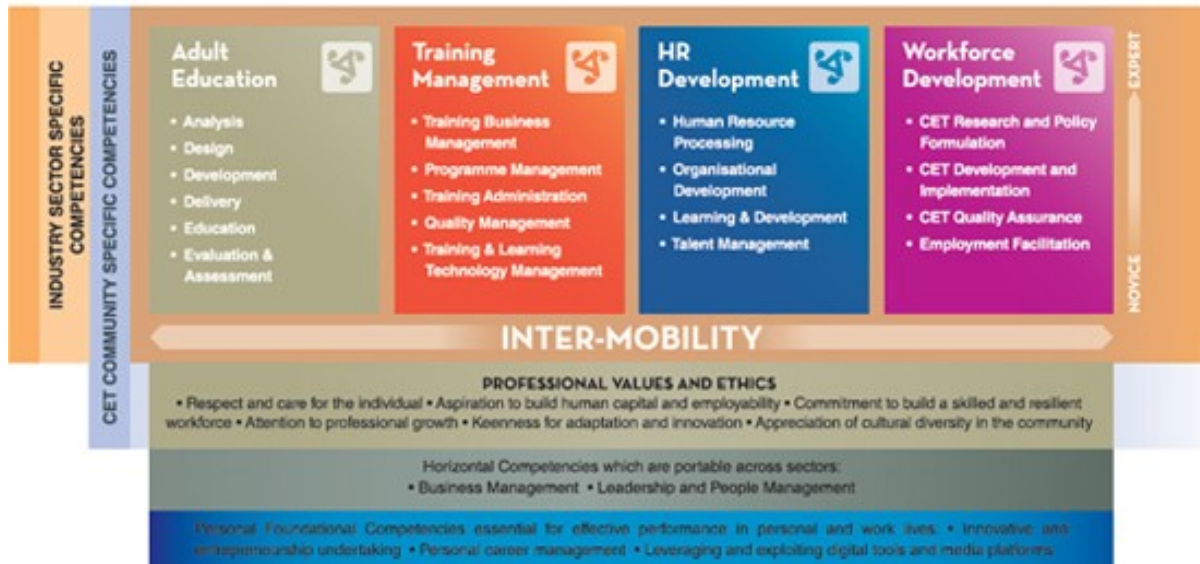 INDUSTRY SECTOR SPECIFIC
COMPETENCIES
CET COMMUNITY SPECIFIC COMPETENCIES
Adult
Education
• Analysis
• Design
• Development
• Delivery
• Education
• Evaluation &
Assessment
Training
Management
• Training Business
Management
• Programme Management
• Training Administration
• Quality Management
• Training & Learning
Technology Management
HR
Development
• Human Resource
Processing
• Organisational
Development
• Learning & Development
• Talent Management
Workforce
Development
• CET Research and Policy
Formulation
• CET Development and
Implementation
• CET Quality Assurance
• Employment Facilitation
EXPERT
NOVICE
INTER-MOBILITY
PROFESSIONAL VALUES AND ETHICS
• Respect and care for the individual • Aspiration to build human capital and employability • Commitment to build a skilled and resilient
workforce • Attention to professional growth • Keenness for adaptation and innovation • Appreciation of cultural diversity in the community
Horizontal Competencies which are portable across sectors:
• Business Management • Leadership and People Management
Personal Foundational Competencies essential for effective performance in personal and work lives: • Innovative and
entrepreneurship undertaking • Personal career management • Leveraging and exploiting digital tools and media platforms